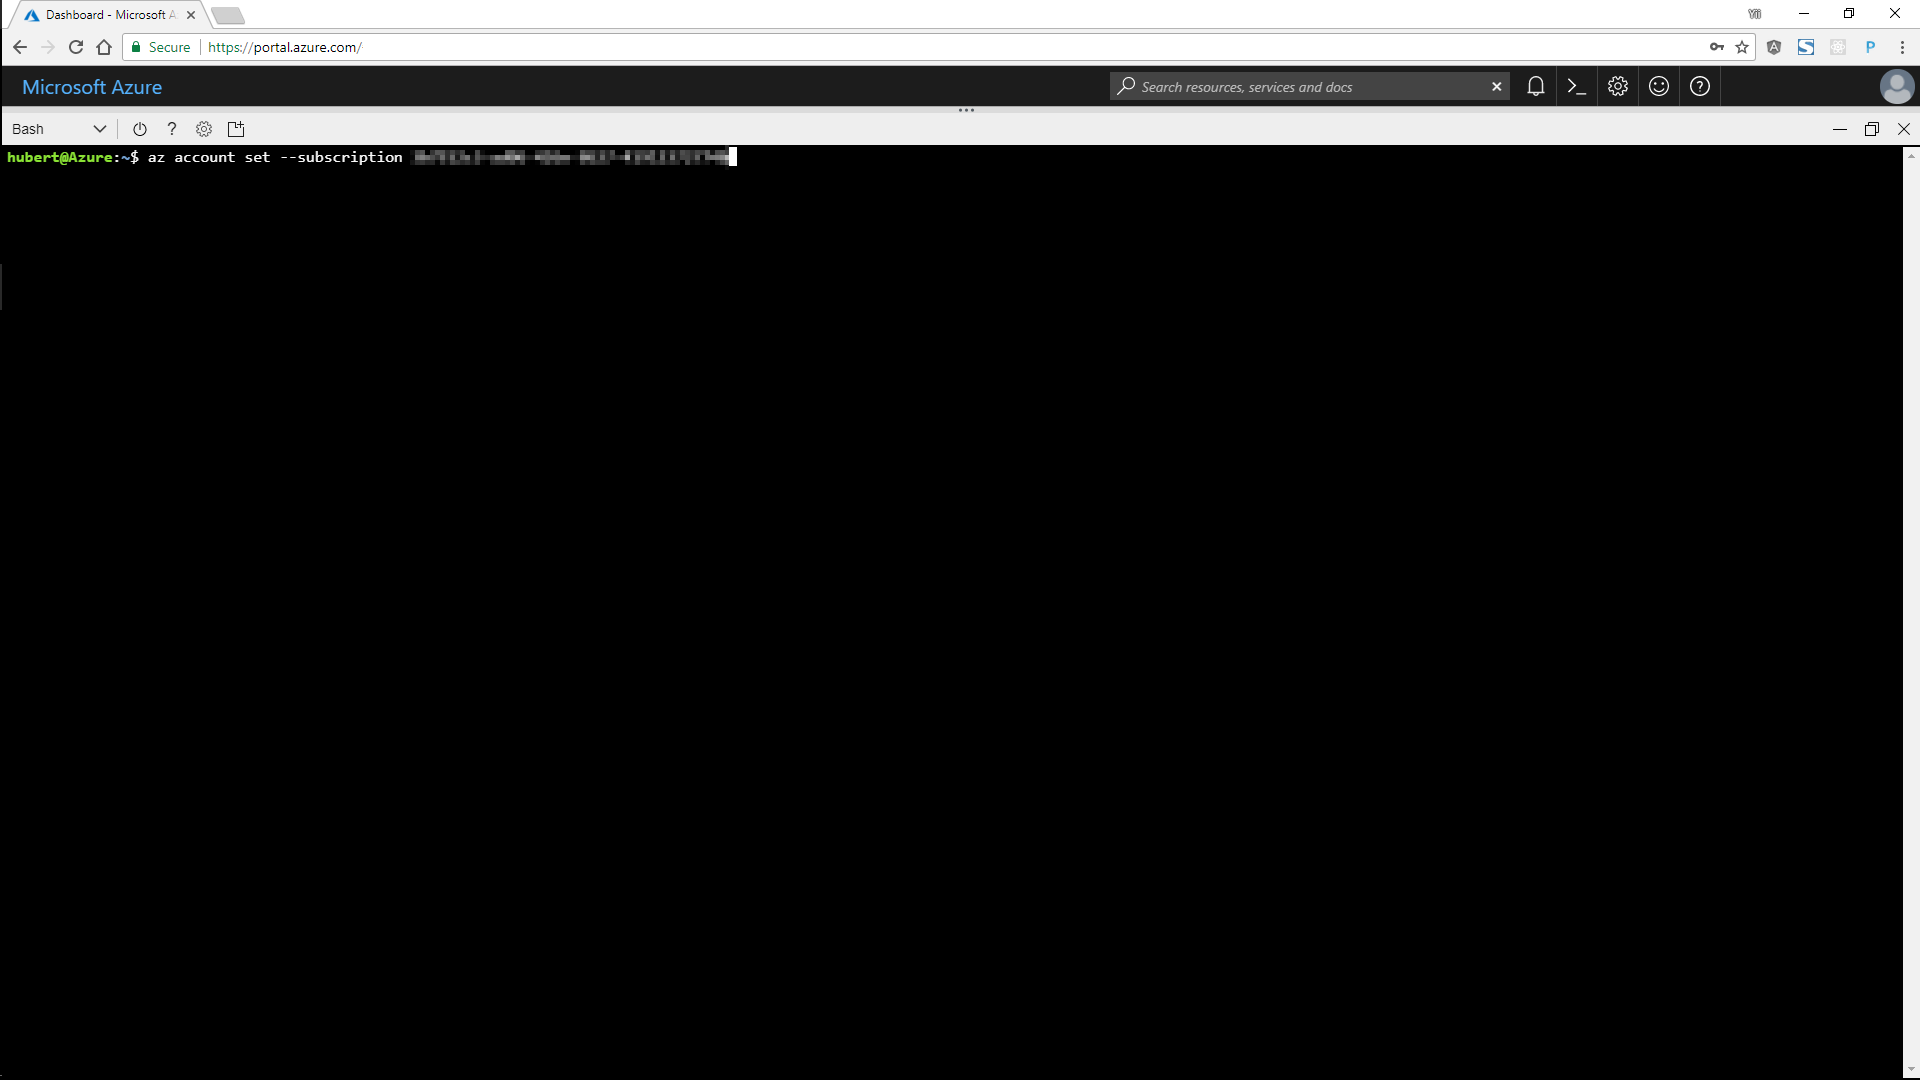 Dashboard - Microsoft A
Yii
Secure
https://portal.azure.com/
P
Microsoft Azure
Search resources, services and docs
Bash
hubert@Azure:~$ az account set --subscription